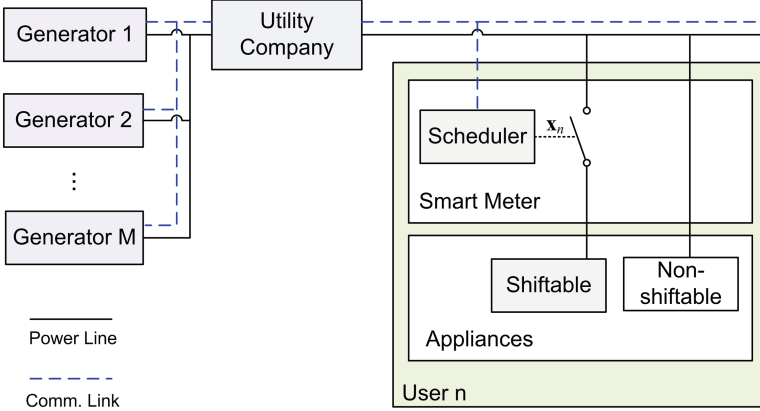 Generator 1
Utility
Company
Generator 2
Scheduler
xn
⋮
Smart Meter
Generator M
Shiftable
Non-
shiftable
Power Line
Appliances
Comm. Link
User n